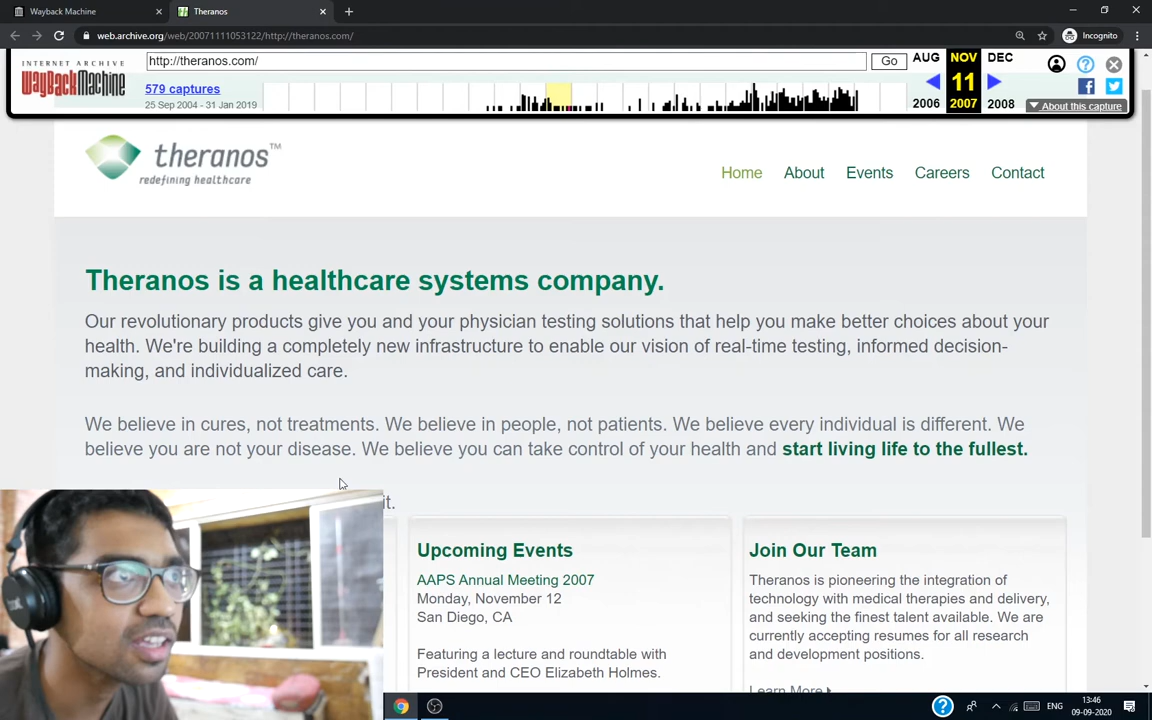 Wayback Machine
Theranos
web.archive.org/web/20071111053122/http://theranos.com/
Incognito
INTERNET ARCHIVE
WayBackMachine
http://theranos.com/
Go
579 captures
25 Sep 2004 - 31 Jan 2019
AUG NOV DEC
11
2006 2007 2008
About this capture
theranos™
redefining healthcare
Home About Events Careers Contact
Theranos is a healthcare systems company.
Our revolutionary products give you and your physician testing solutions that help you make better choices about your
health. We're building a completely new infrastructure to enable our vision of real-time testing, informed decision-
making, and individualized care.
We believe in cures, not treatments. We believe in people, not patients. We believe every individual is different. We
believe you are not your disease. We believe you can take control of your health and start living life to the fullest.
it.
Upcoming Events
AAPS Annual Meeting 2007
Monday, November 12
San Diego, CA
Featuring a lecture and roundtable with
President and CEO Elizabeth Holmes.
Join Our Team
Theranos is pioneering the integration of
technology with medical therapies and delivery,
and seeking the finest talent available. We are
currently accepting resumes for all research
and development positions.
Learn More
ENG
13:46
09-09-2020